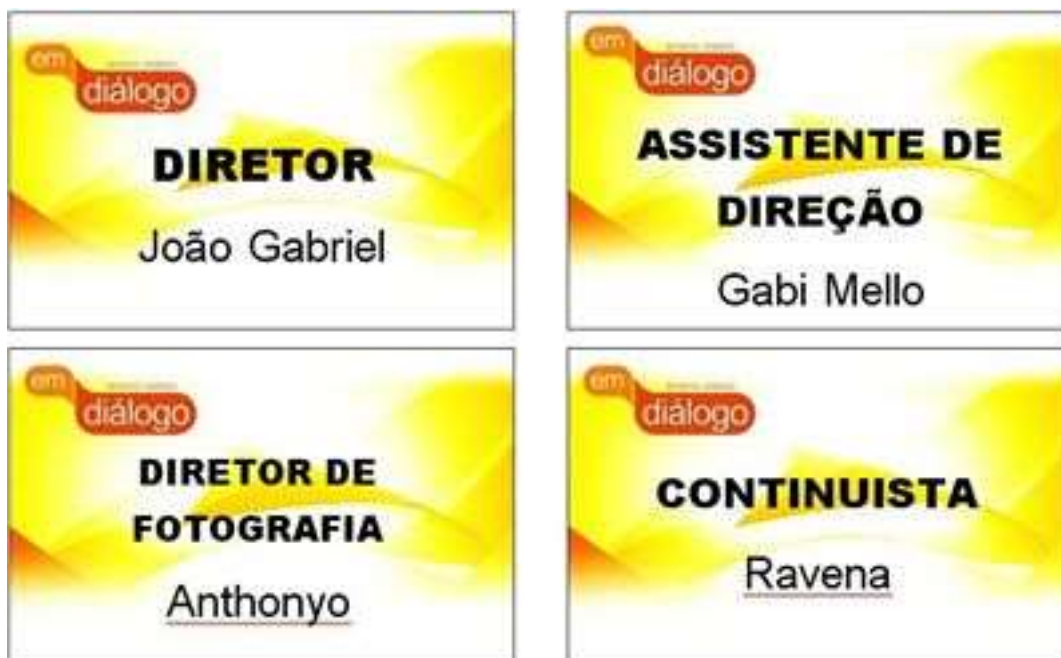 em
diálogo
DIRETOR
João Gabriel
em
diálogo
ASSISTENTE DE
DIREÇÃO
Gabi Mello
em
diálogo
DIRETOR DE
FOTOGRAFIA
Anthonyo
em
diálogo
CONTINUISTA
Ravena